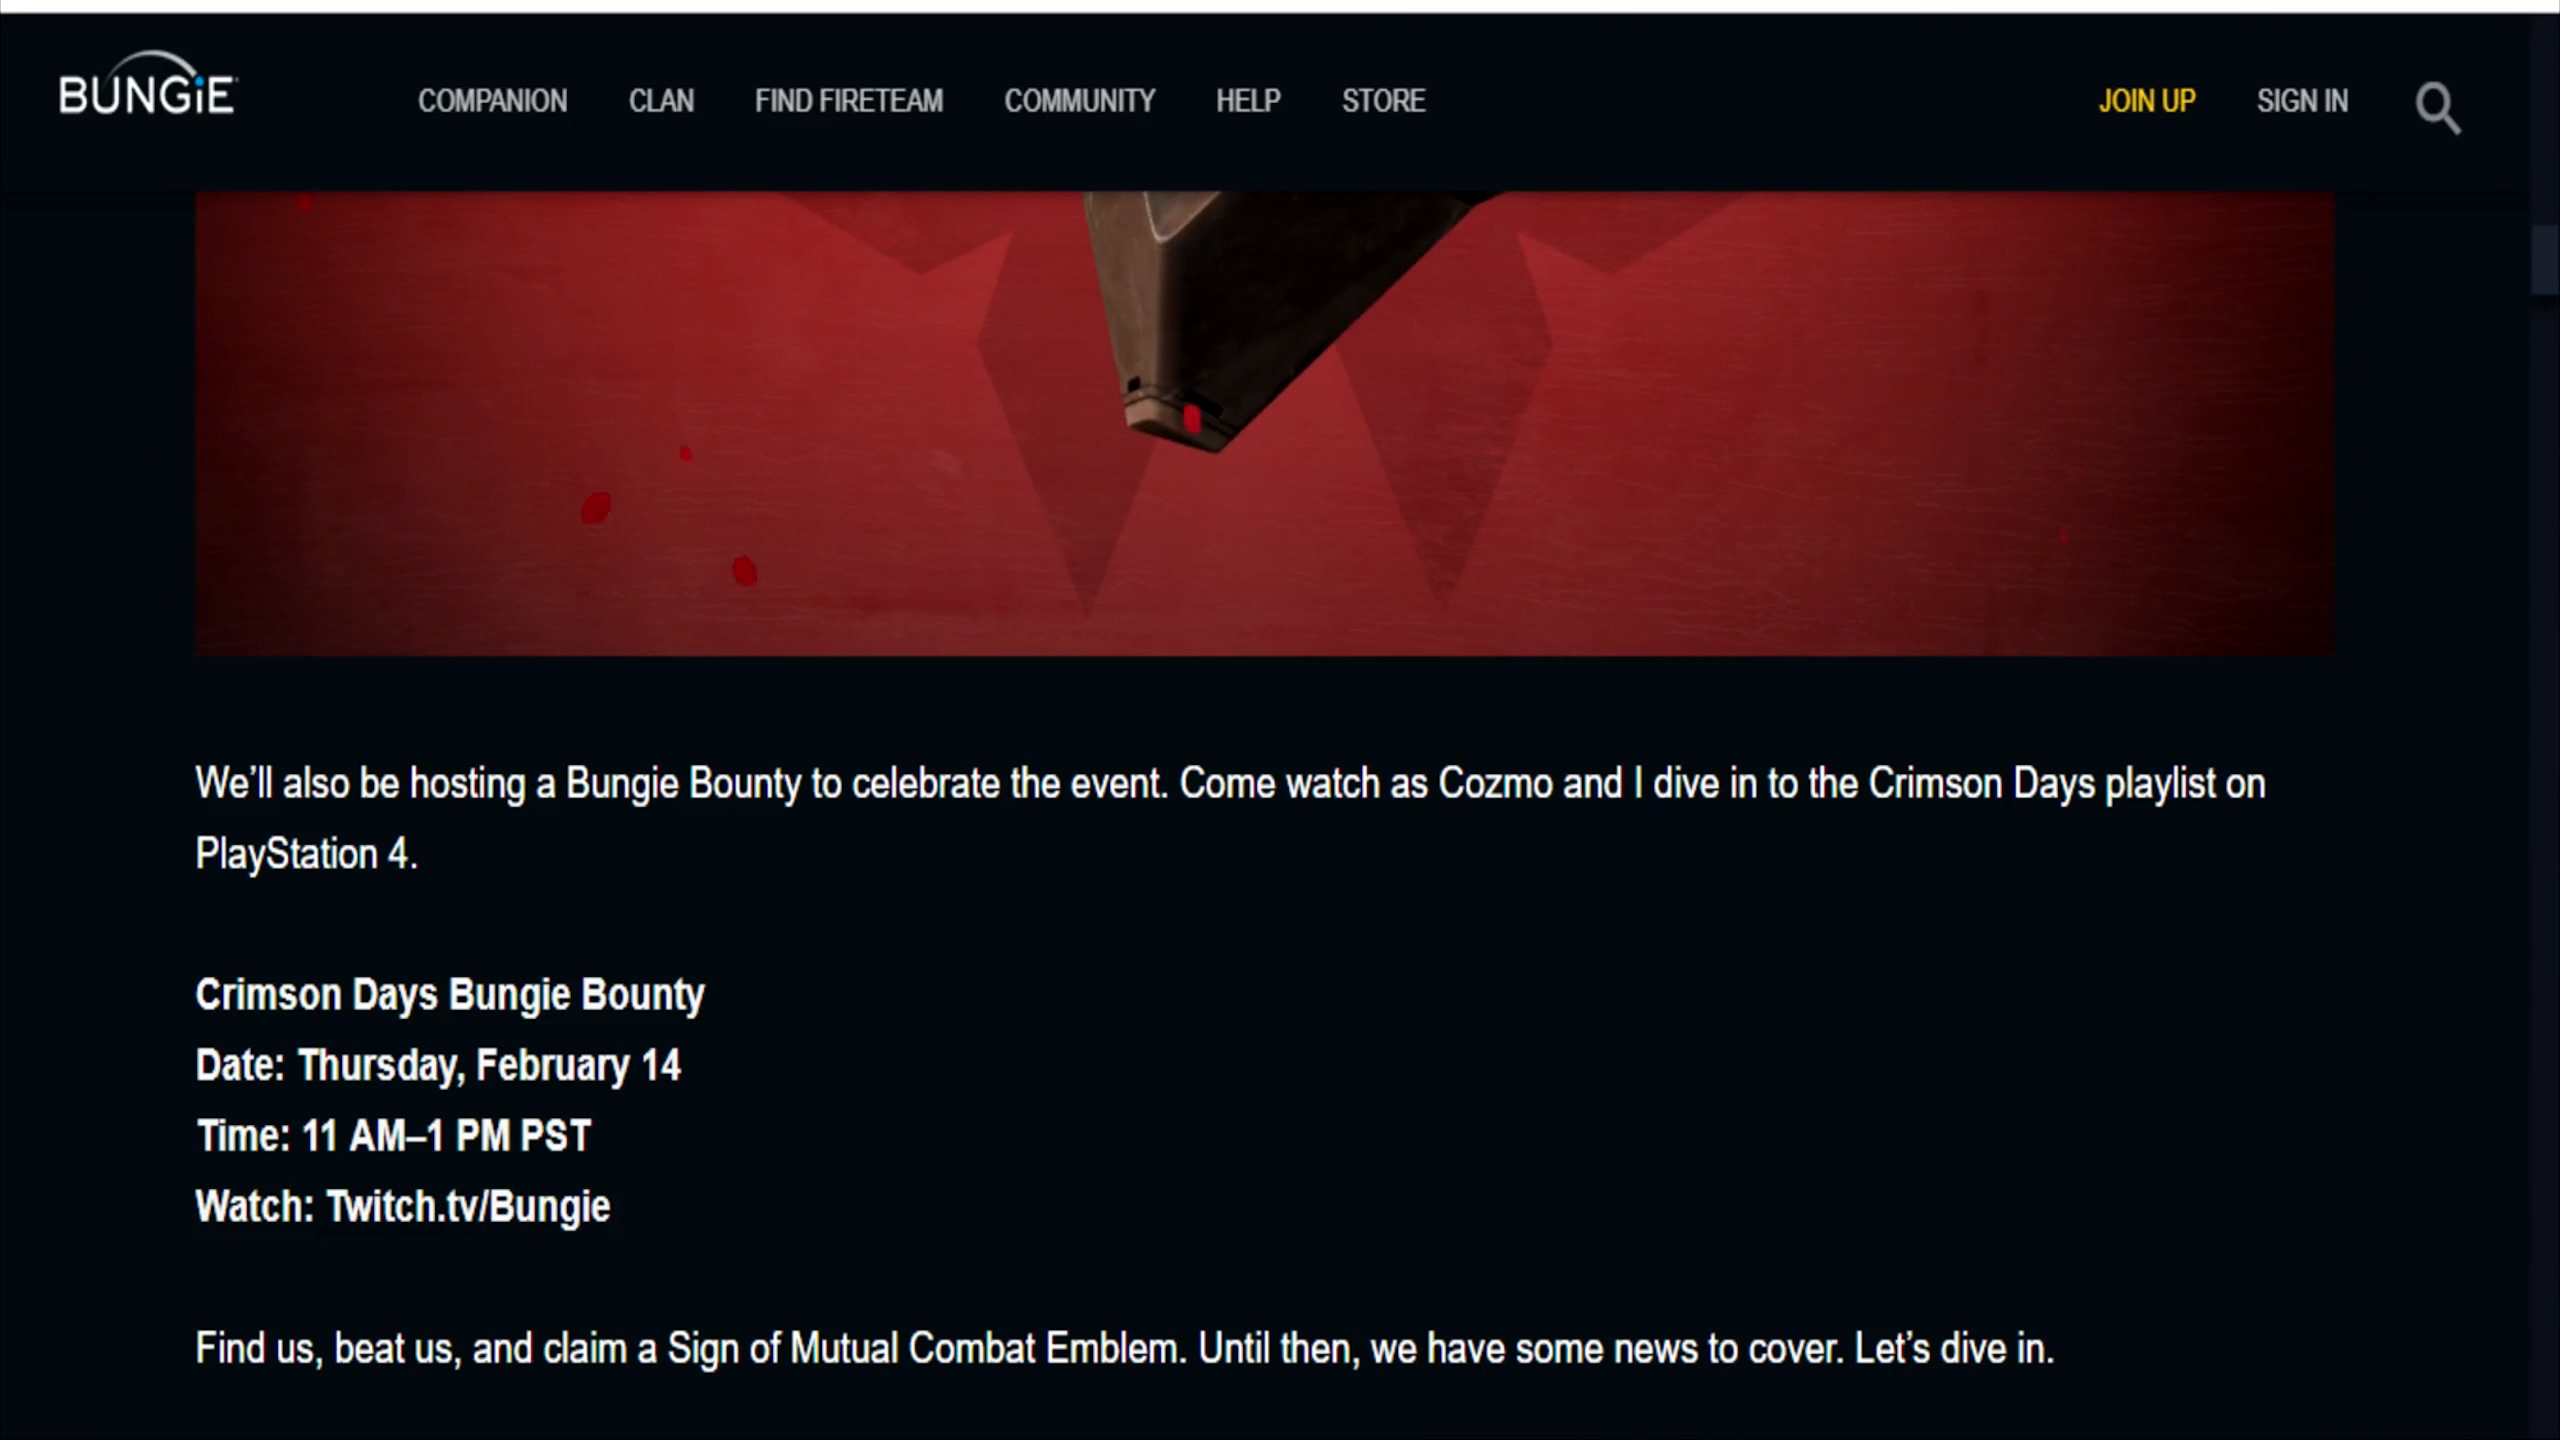 BUNGiE
COMPANION CLAN FIND FIRETEAM COMMUNITY HELP STORE JOIN UP SIGN IN
We’ll also be hosting a Bungie Bounty to celebrate the event. Come watch as Cozmo and I dive in to the Crimson Days playlist on
PlayStation 4.
Crimson Days Bungie Bounty
Date: Thursday, February 14
Time: 11 AM–1 PM PST
Watch: Twitch.tv/Bungie
Find us, beat us, and claim a Sign of Mutual Combat Emblem. Until then, we have some news to cover. Let’s dive in.